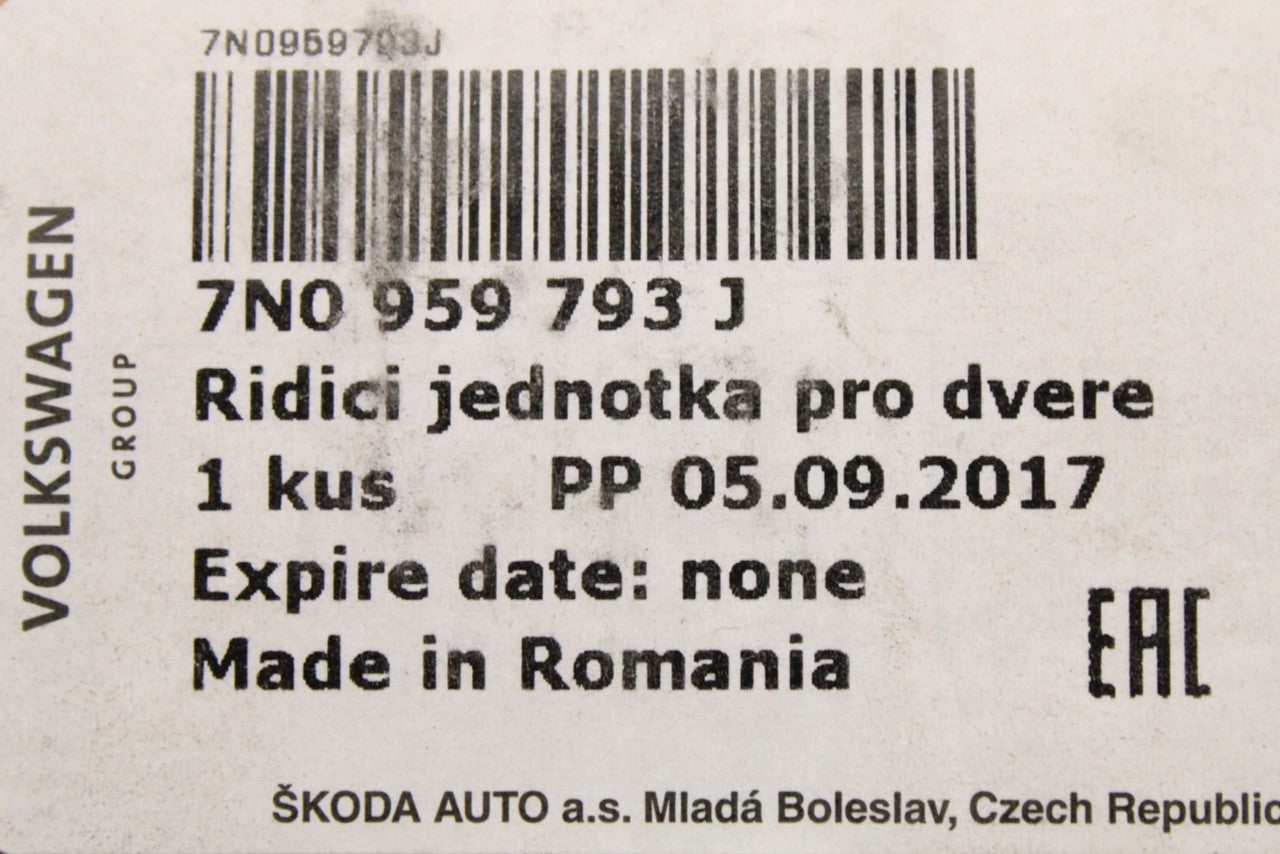 7N0959793J
7N0 959 793 J
Ridici jednotka pro dvere
1 kus PP 05.09.2017
Expire date: none
Made in Romania
EAC
ŠKODA AUTO a.s. Mladá Boleslav, Czech Republic
VOLKSWAGEN
GROUP